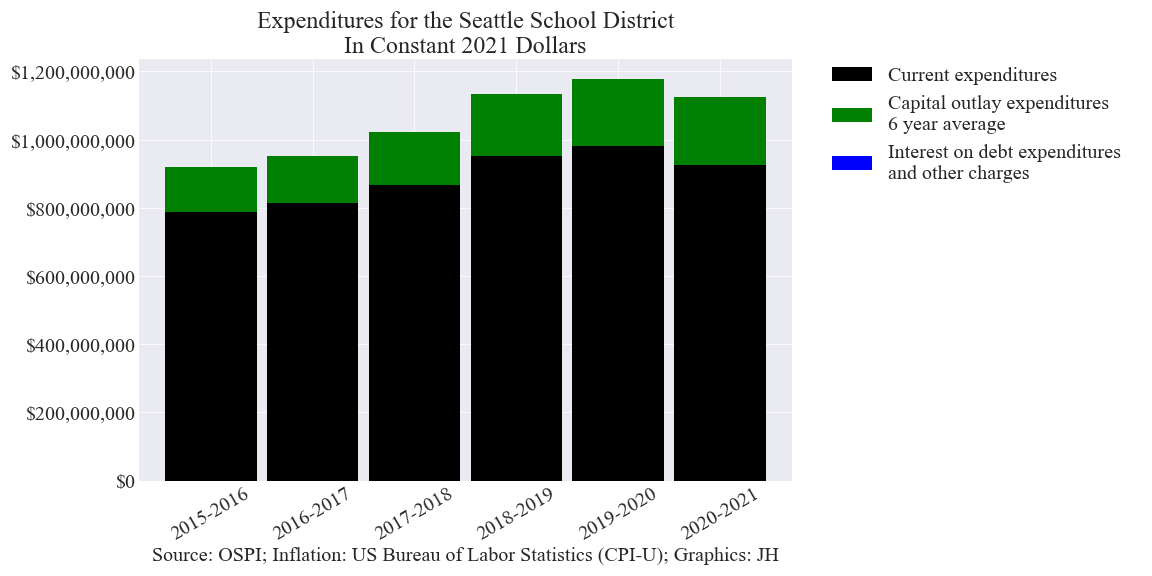 Expenditures for the Seattle School District
In Constant 2021 Dollars
$1,200,000,000
$1,000,000,000
$800,000,000
$600,000,000
$400,000,000
$200,000,000
$0
2015-2016
2016-2017
2017-2018
2018-2019
2019-2020
2020-2021
Source: OSPI; Inflation: US Bureau of Labor Statistics (CPI-U); Graphics: JH
Current expenditures
Capital outlay expenditures
6 year average
Interest on debt expenditures
and other charges